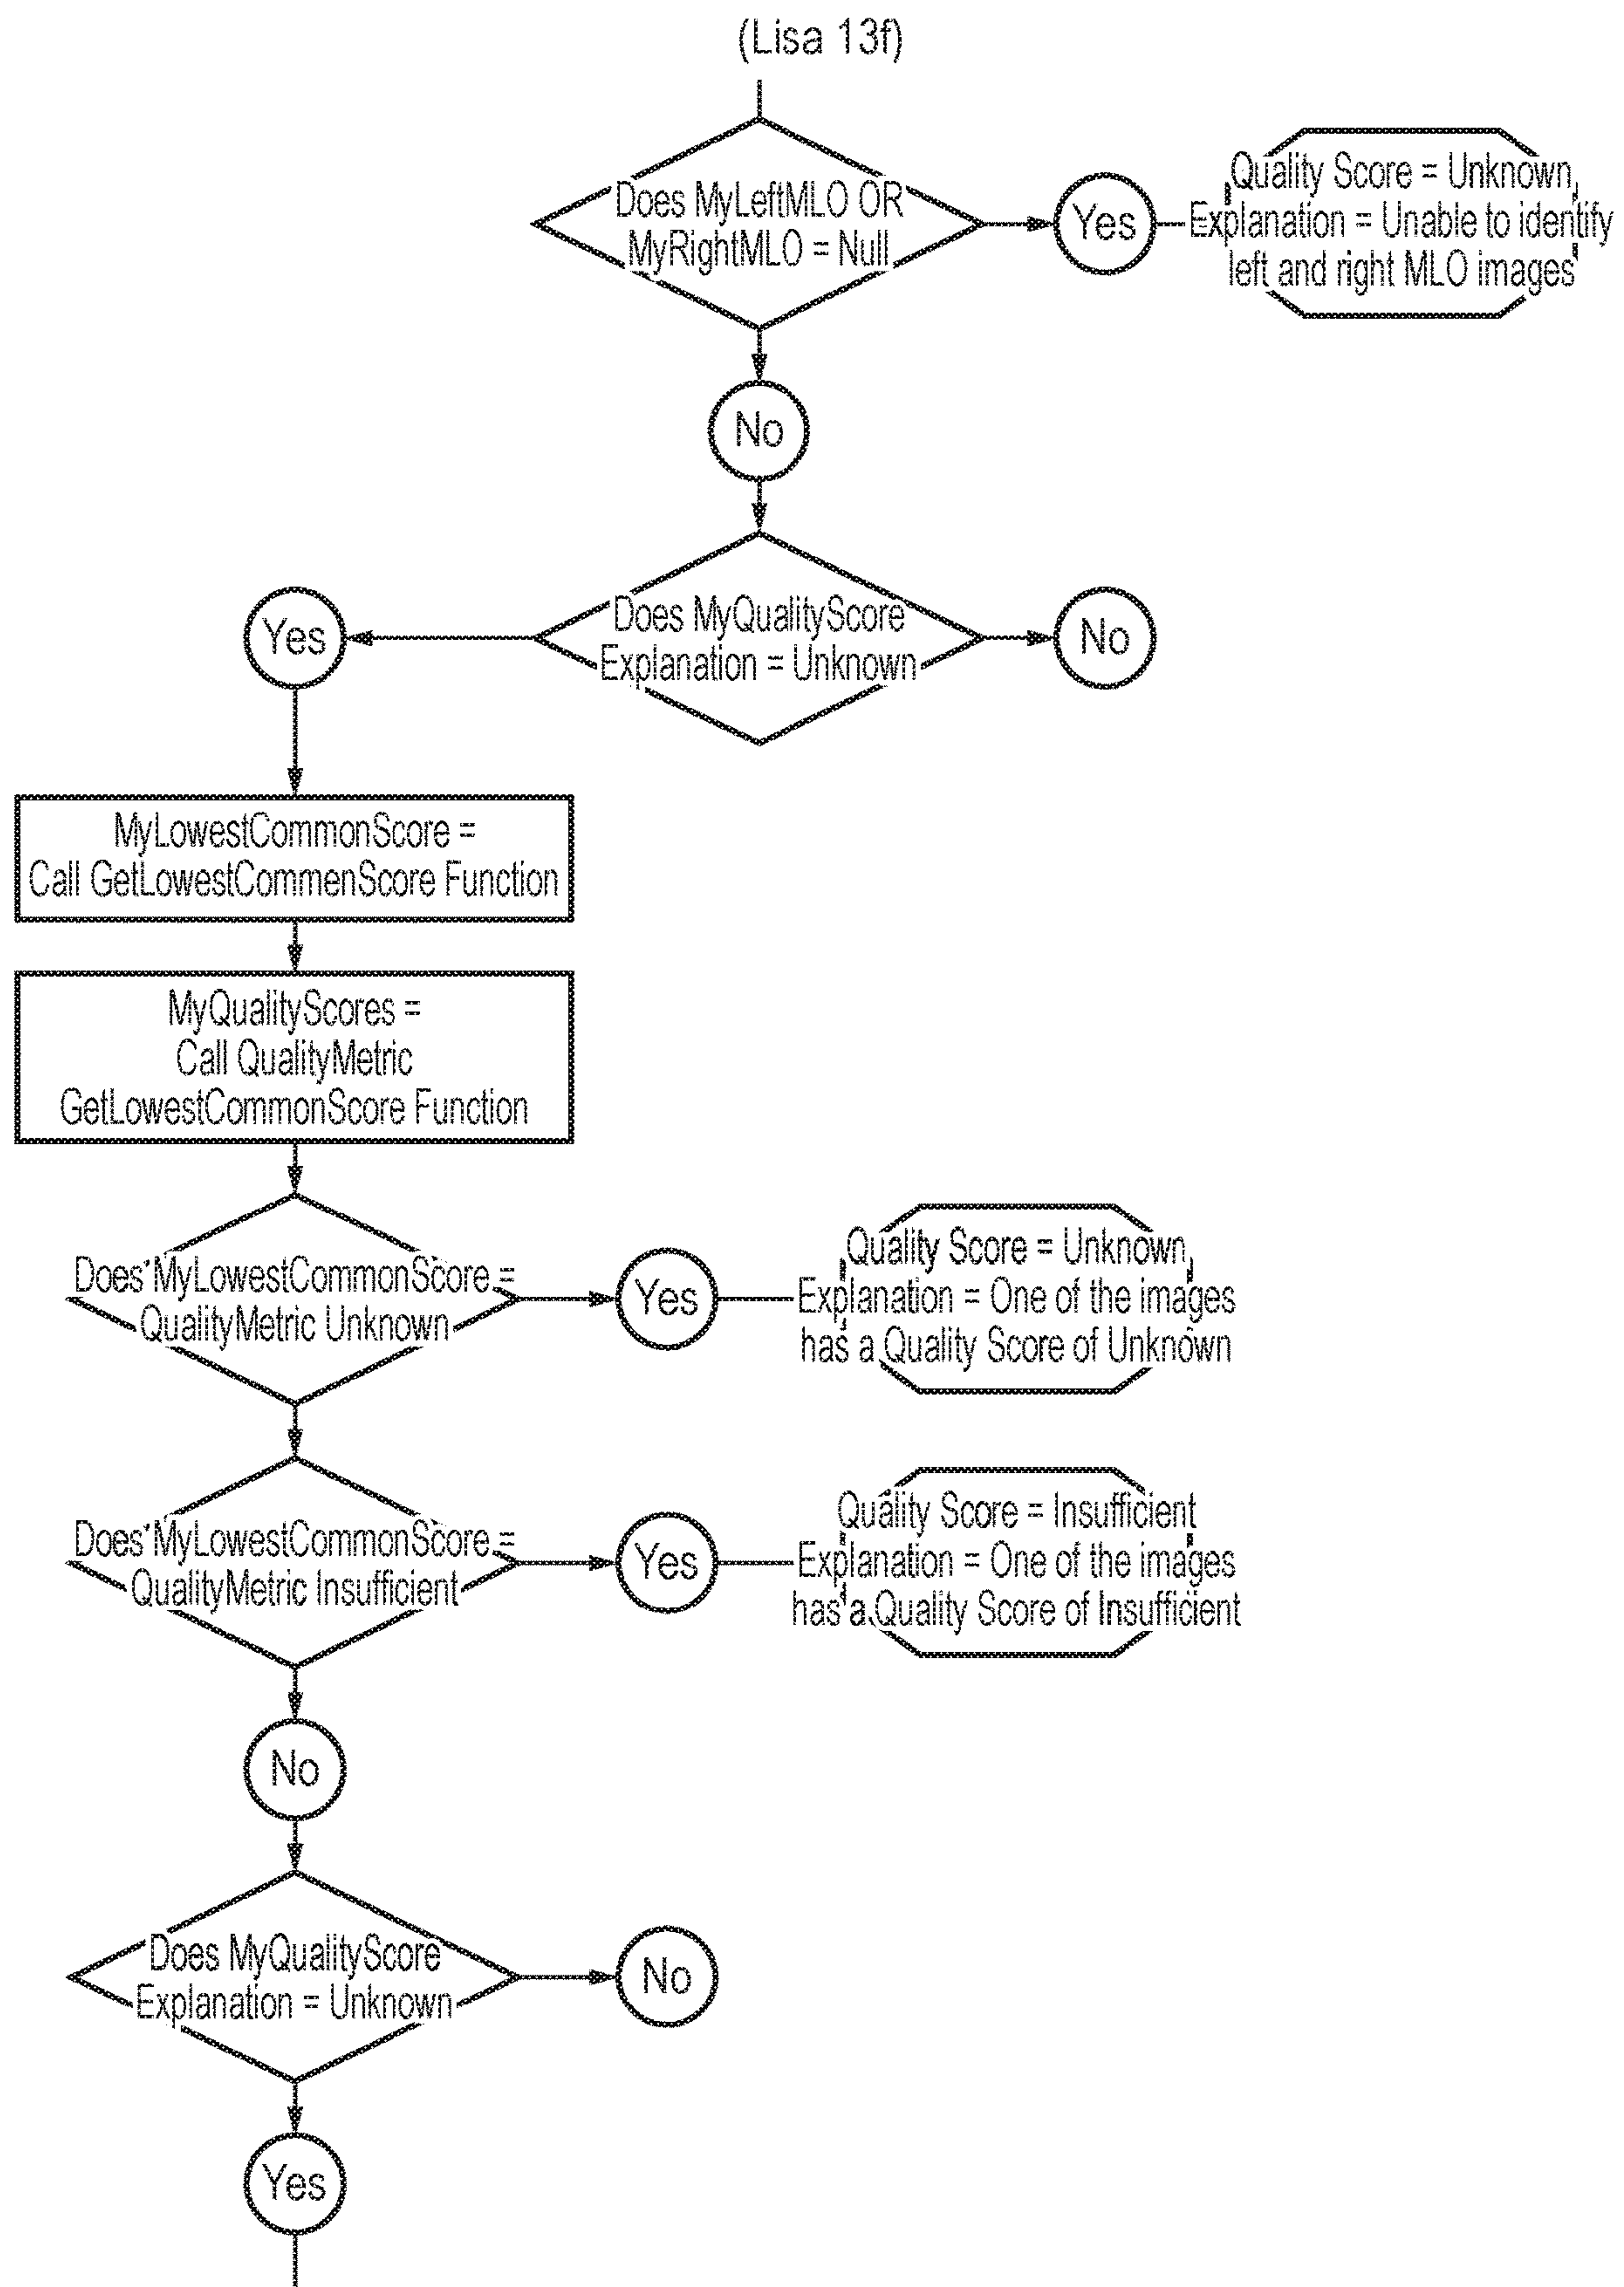 (Lisa 13f)
Does MyLeftMLO OR
MyRightMLO = Null
Yes
Quality Score = Unknown
Explanation = Unable to identify
left and right MLO images
No
Does MyQualityScore
Explanation = Unknown
Yes
No
MyLowestCommonScore =
Call GetLowestCommenScore Function
MyQualityScores =
Call QualityMetric
GetLowestCommonScore Function
Does MyLowestCommonScore =
QualityMetric Unknown
Yes
Quality Score = Unknown
Explanation = One of the images
has a Quality Score of Unknown
Does MyLowestCommonScore =
QualityMetric Insufficient
Yes
Quality Score = Insufficient
Explanation = One of the images
has a Quality Score of Insufficient
No
Does MyQualityScore
Explanation = Unknown
No
Yes